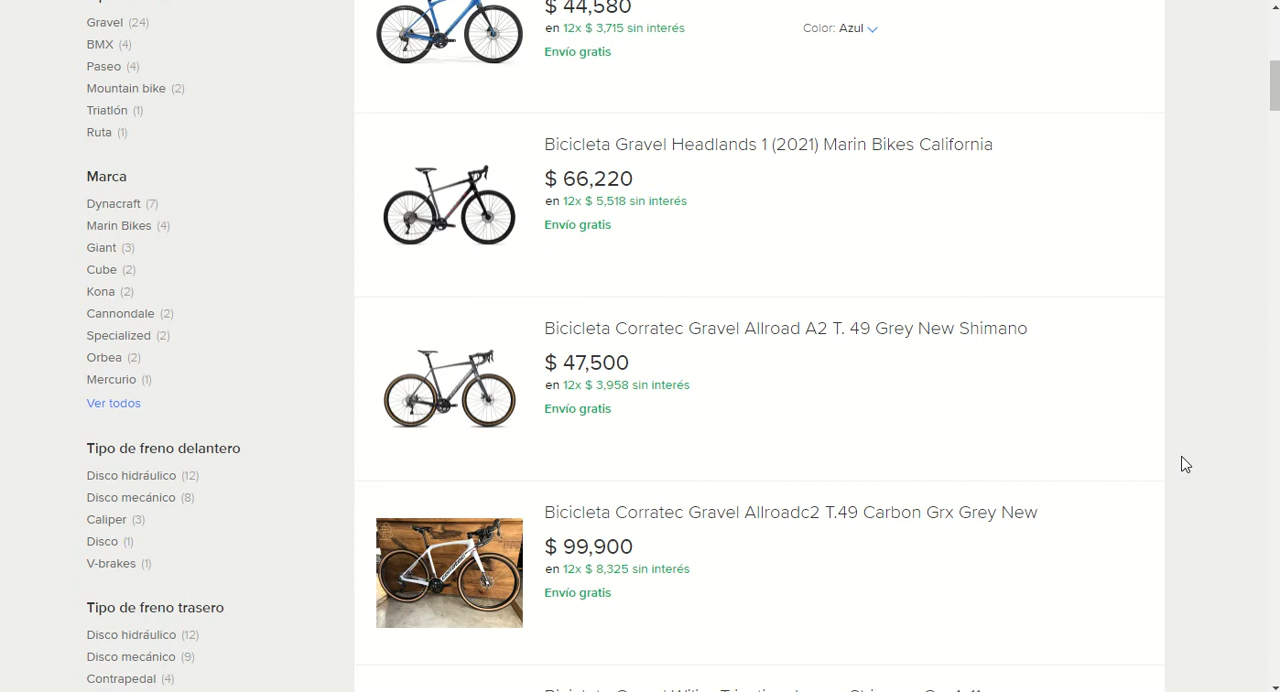 Gravel (24)
BMX (4)
Paseo (4)
Mountain bike (2)
Triatlón (1)
Ruta (1)
Marca
Dynacraft (7)
Marin Bikes (4)
Giant (3)
Cube (2)
Kona (2)
Cannondale (2)
Specialized (2)
Orbea (2)
Mercurio (1)
Ver todos
Tipo de freno delantero
Disco hidráulico (12)
Disco mecánico (8)
Caliper (3)
Disco (1)
V-brakes (1)
Tipo de freno trasero
Disco hidráulico (12)
Disco mecánico (9)
Contrapedal (4)
$ 44,580
en 12x $ 3,715 sin interés
Envío gratis
Color: Azul
Bicicleta Gravel Headlands 1 (2021) Marin Bikes California
$ 66,220
en 12x $ 5,518 sin interés
Envío gratis
Bicicleta Corratec Gravel Allroad A2 T. 49 Grey New Shimano
$ 47,500
en 12x $ 3,958 sin interés
Envío gratis
Bicicleta Corratec Gravel Allroadc2 T.49 Carbon Grx Grey New
$ 99,900
en 12x $ 8,325 sin interés
Envío gratis